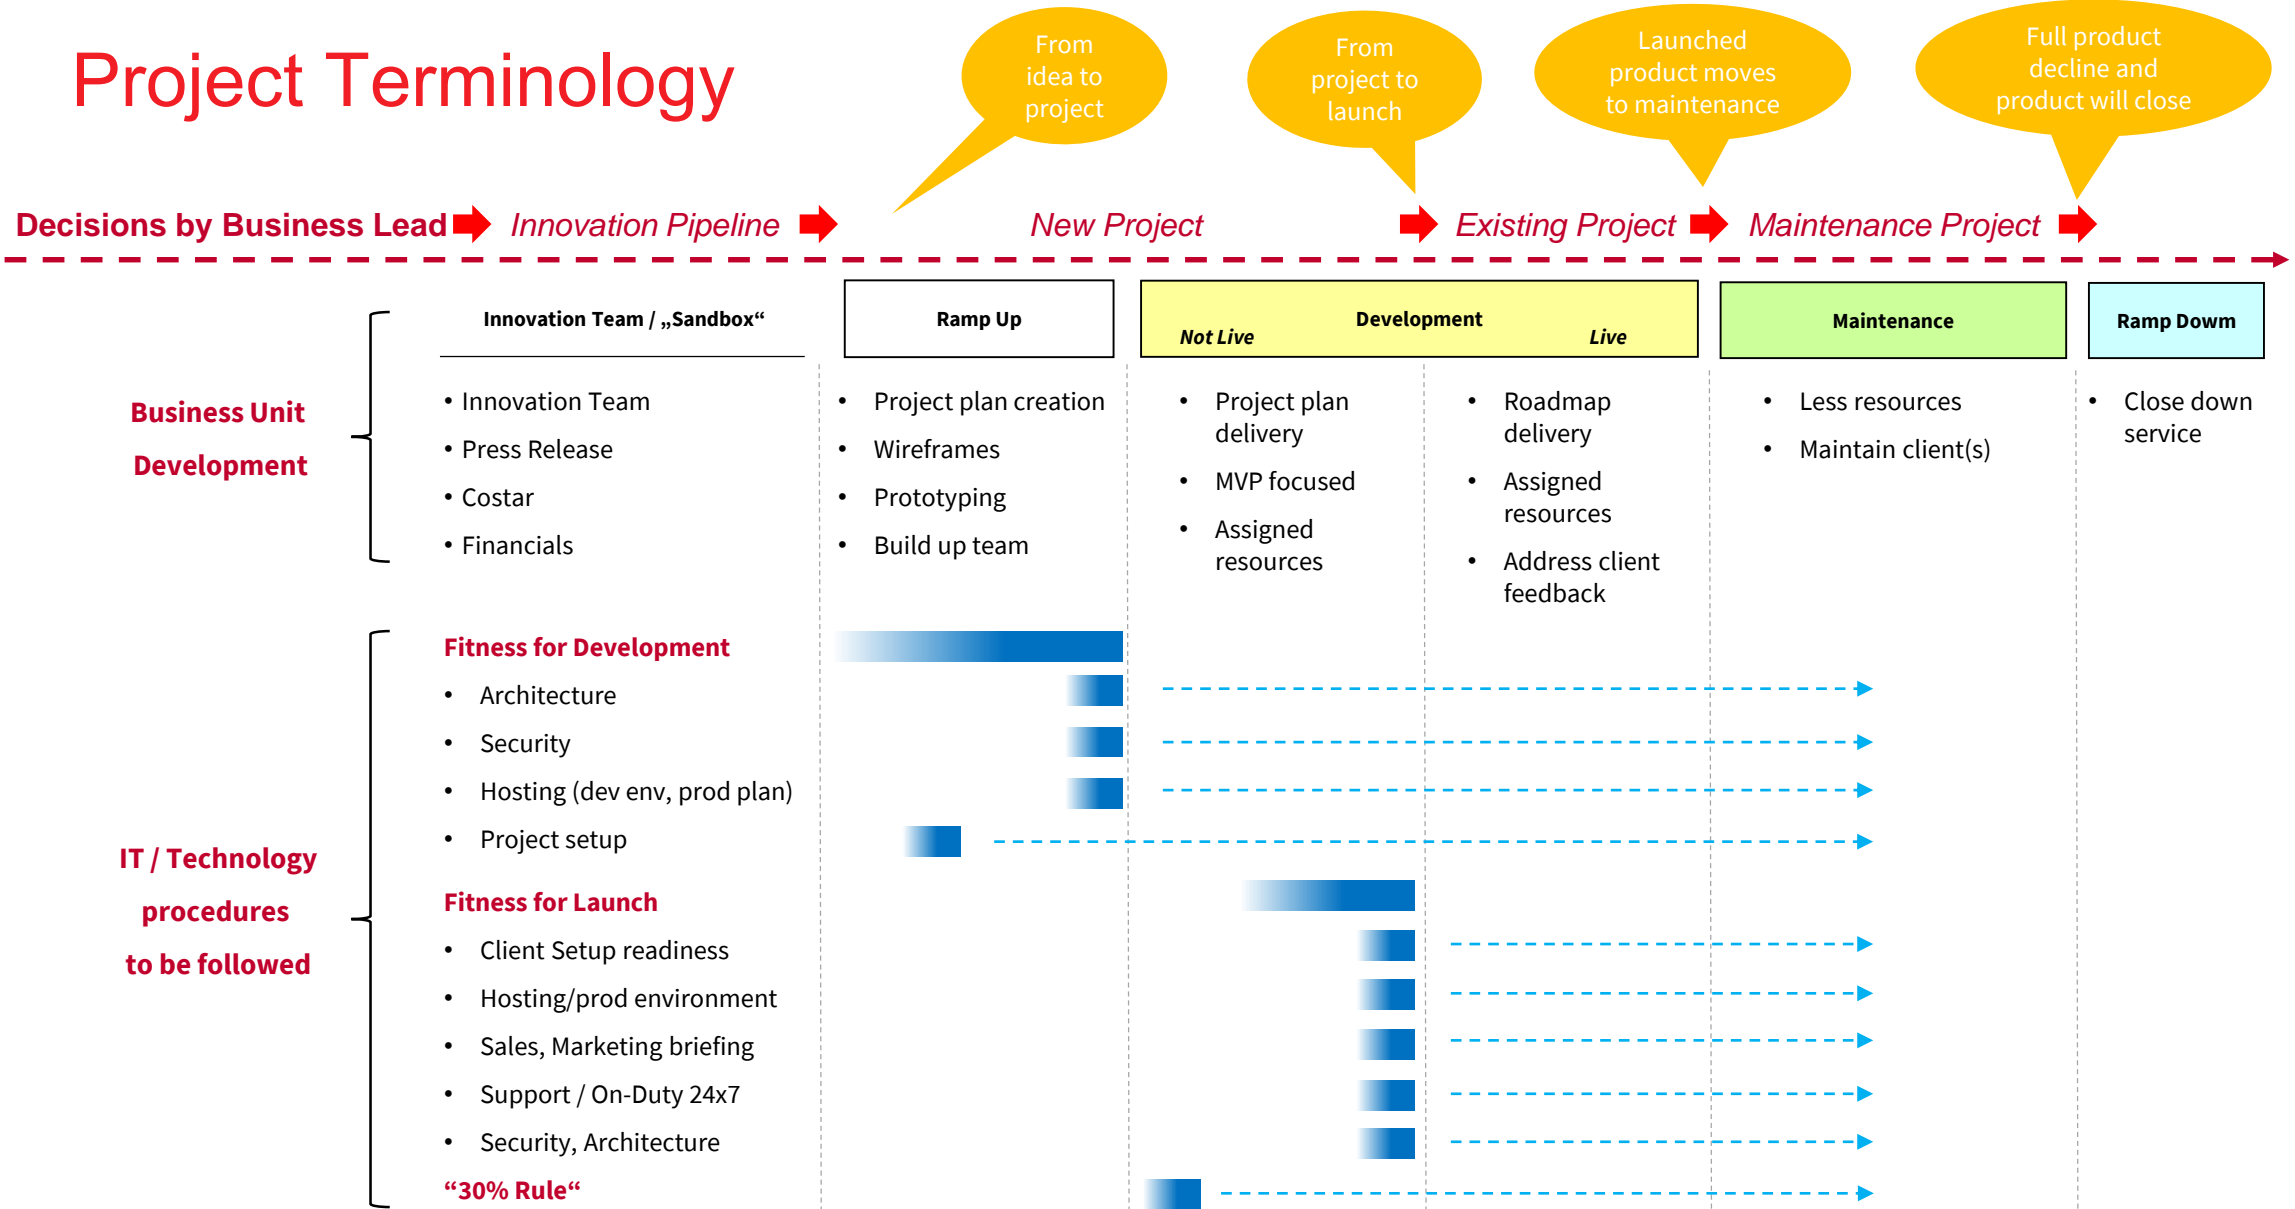 Project Terminology
From
idea to
project
From
project to
launch
Launched
product moves
to maintenance
Full product
decline and
product will close
Decisions by Business Lead
Innovation Pipeline
New Project
Existing Project
Maintenance Project
Innovation Team / „Sandbox“
Ramp Up
Development
Not Live
Live
Maintenance
Ramp Dowm
Business Unit
Development
• Innovation Team
• Press Release
• Costar
• Financials
• Project plan creation
• Wireframes
• Prototyping
• Build up team
• Project plan
delivery
• MVP focused
• Assigned
resources
• Roadmap
delivery
• Assigned
resources
• Address client
feedback
• Less resources
• Maintain client(s)
• Close down
service
IT / Technology
procedures
to be followed
Fitness for Development
• Architecture
• Security
• Hosting (dev env, prod plan)
• Project setup
Fitness for Launch
• Client Setup readiness
• Hosting/prod environment
• Sales, Marketing briefing
• Support / On-Duty 24x7
• Security, Architecture
“30% Rule“